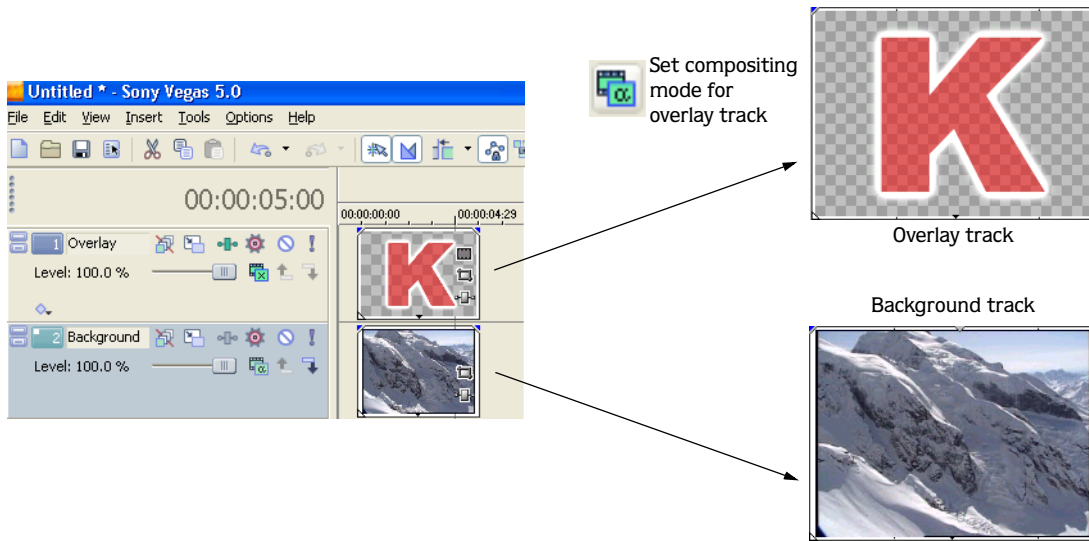 Untitled * - Sony Vegas 5.0
File Edit View Insert Tools Options Help
00:00:05:00
00:00:00:00 00:00:04:29
1 Overlay
Level: 100.0 %
K
2 Background
Level: 100.0 %
α
Set compositing
mode for
overlay track
α
K
Overlay track
Background track